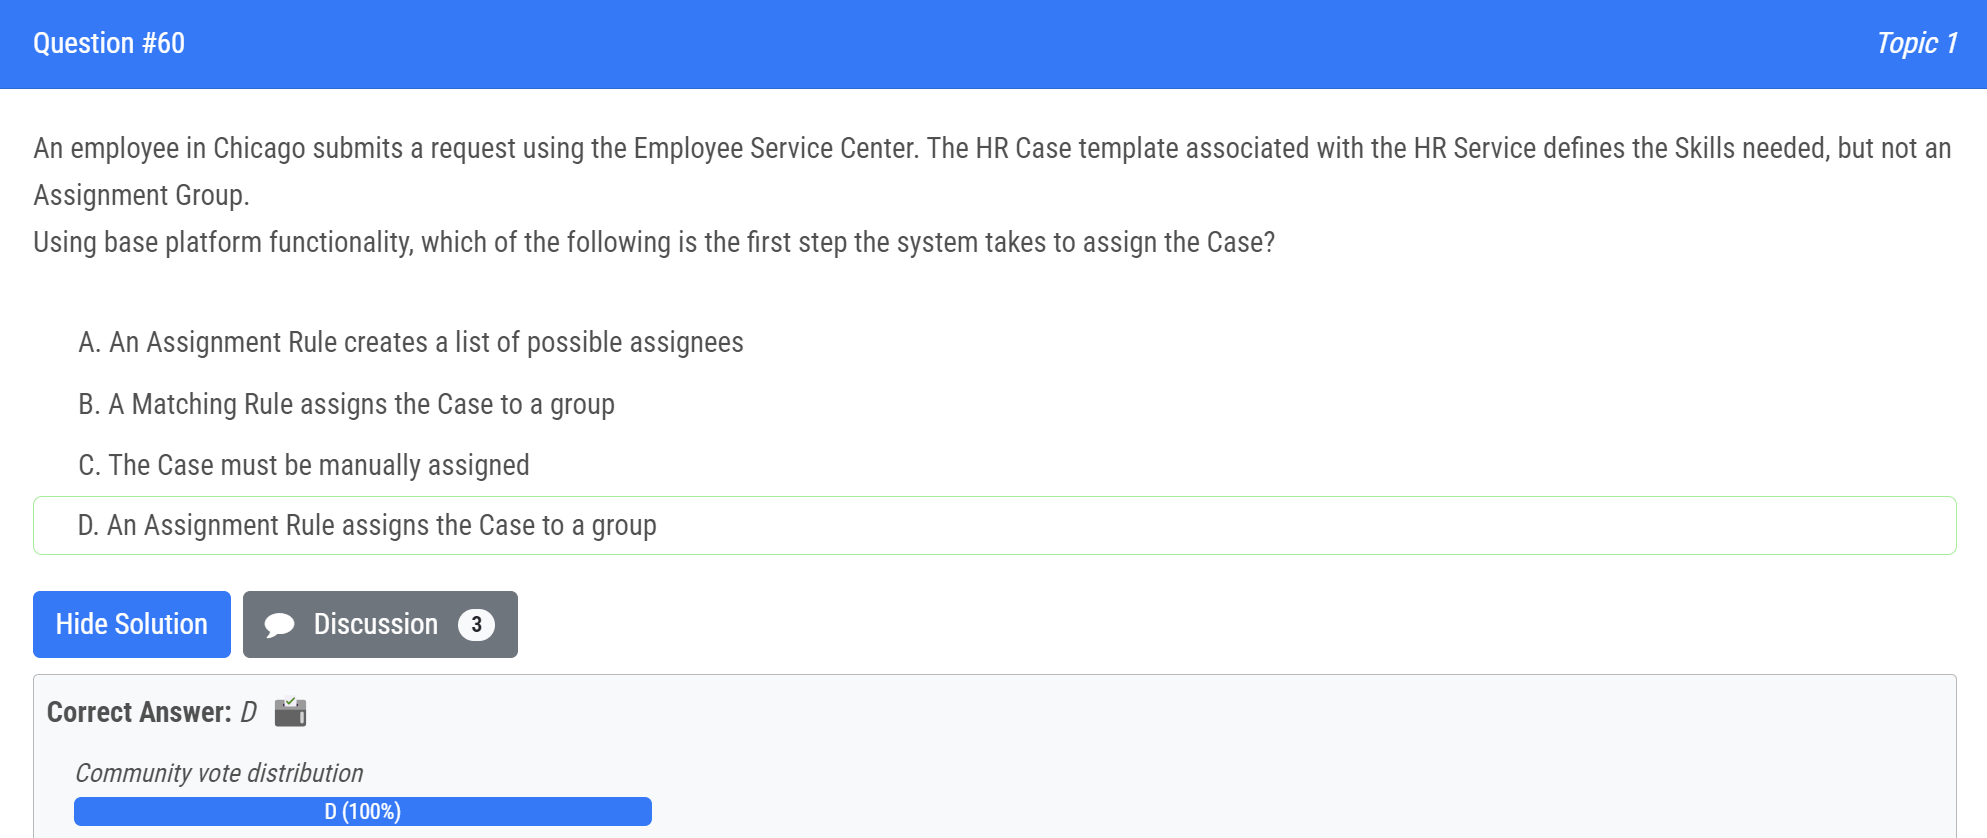 Question #60
Topic 1
An employee in Chicago submits a request using the Employee Service Center. The HR Case template associated with the HR Service defines the Skills needed, but not an
Assignment Group.
Using base platform functionality, which of the following is the first step the system takes to assign the Case?
A. An Assignment Rule creates a list of possible assignees
B. A Matching Rule assigns the Case to a group
C. The Case must be manually assigned
D. An Assignment Rule assigns the Case to a group
Hide Solution
Discussion 3
Correct Answer: D
Community vote distribution
D (100%)